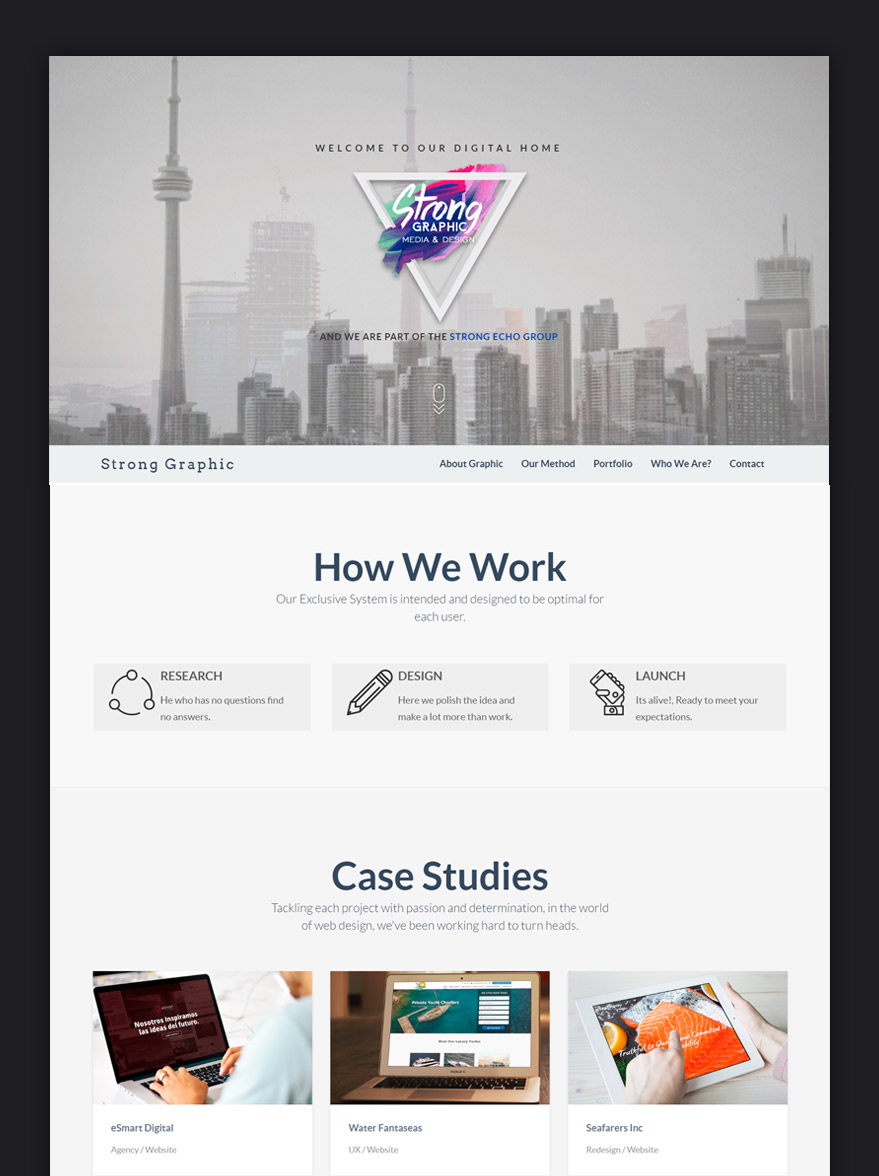 WELCOME TO OUR DIGITAL HOME
Strong
GRAPHIC
MEDIA & DESIGN
AND WE ARE PART OF THE STRONG ECHO GROUP
Strong Graphic
About Graphic Our Method Portfolio Who We Are? Contact
How We Work
Our Exclusive System is intended and designed to be optimal for
each user.
RESEARCH
He who has no questions find
no answers.
DESIGN
Here we polish the idea and
make a lot more than work.
LAUNCH
Its alive!, Ready to meet your
expectations.
Case Studies
Tackling each project with passion and determination, in the world
of web design, we've been working hard to turn heads.
Nosotros Inspiramos
las ideas del futuro.
Private Yacht Charters
eSmart Digital
Agency / Website
Water Fantaseas
UX / Website
Truthful to
Seafarers Inc
Redesign / Website